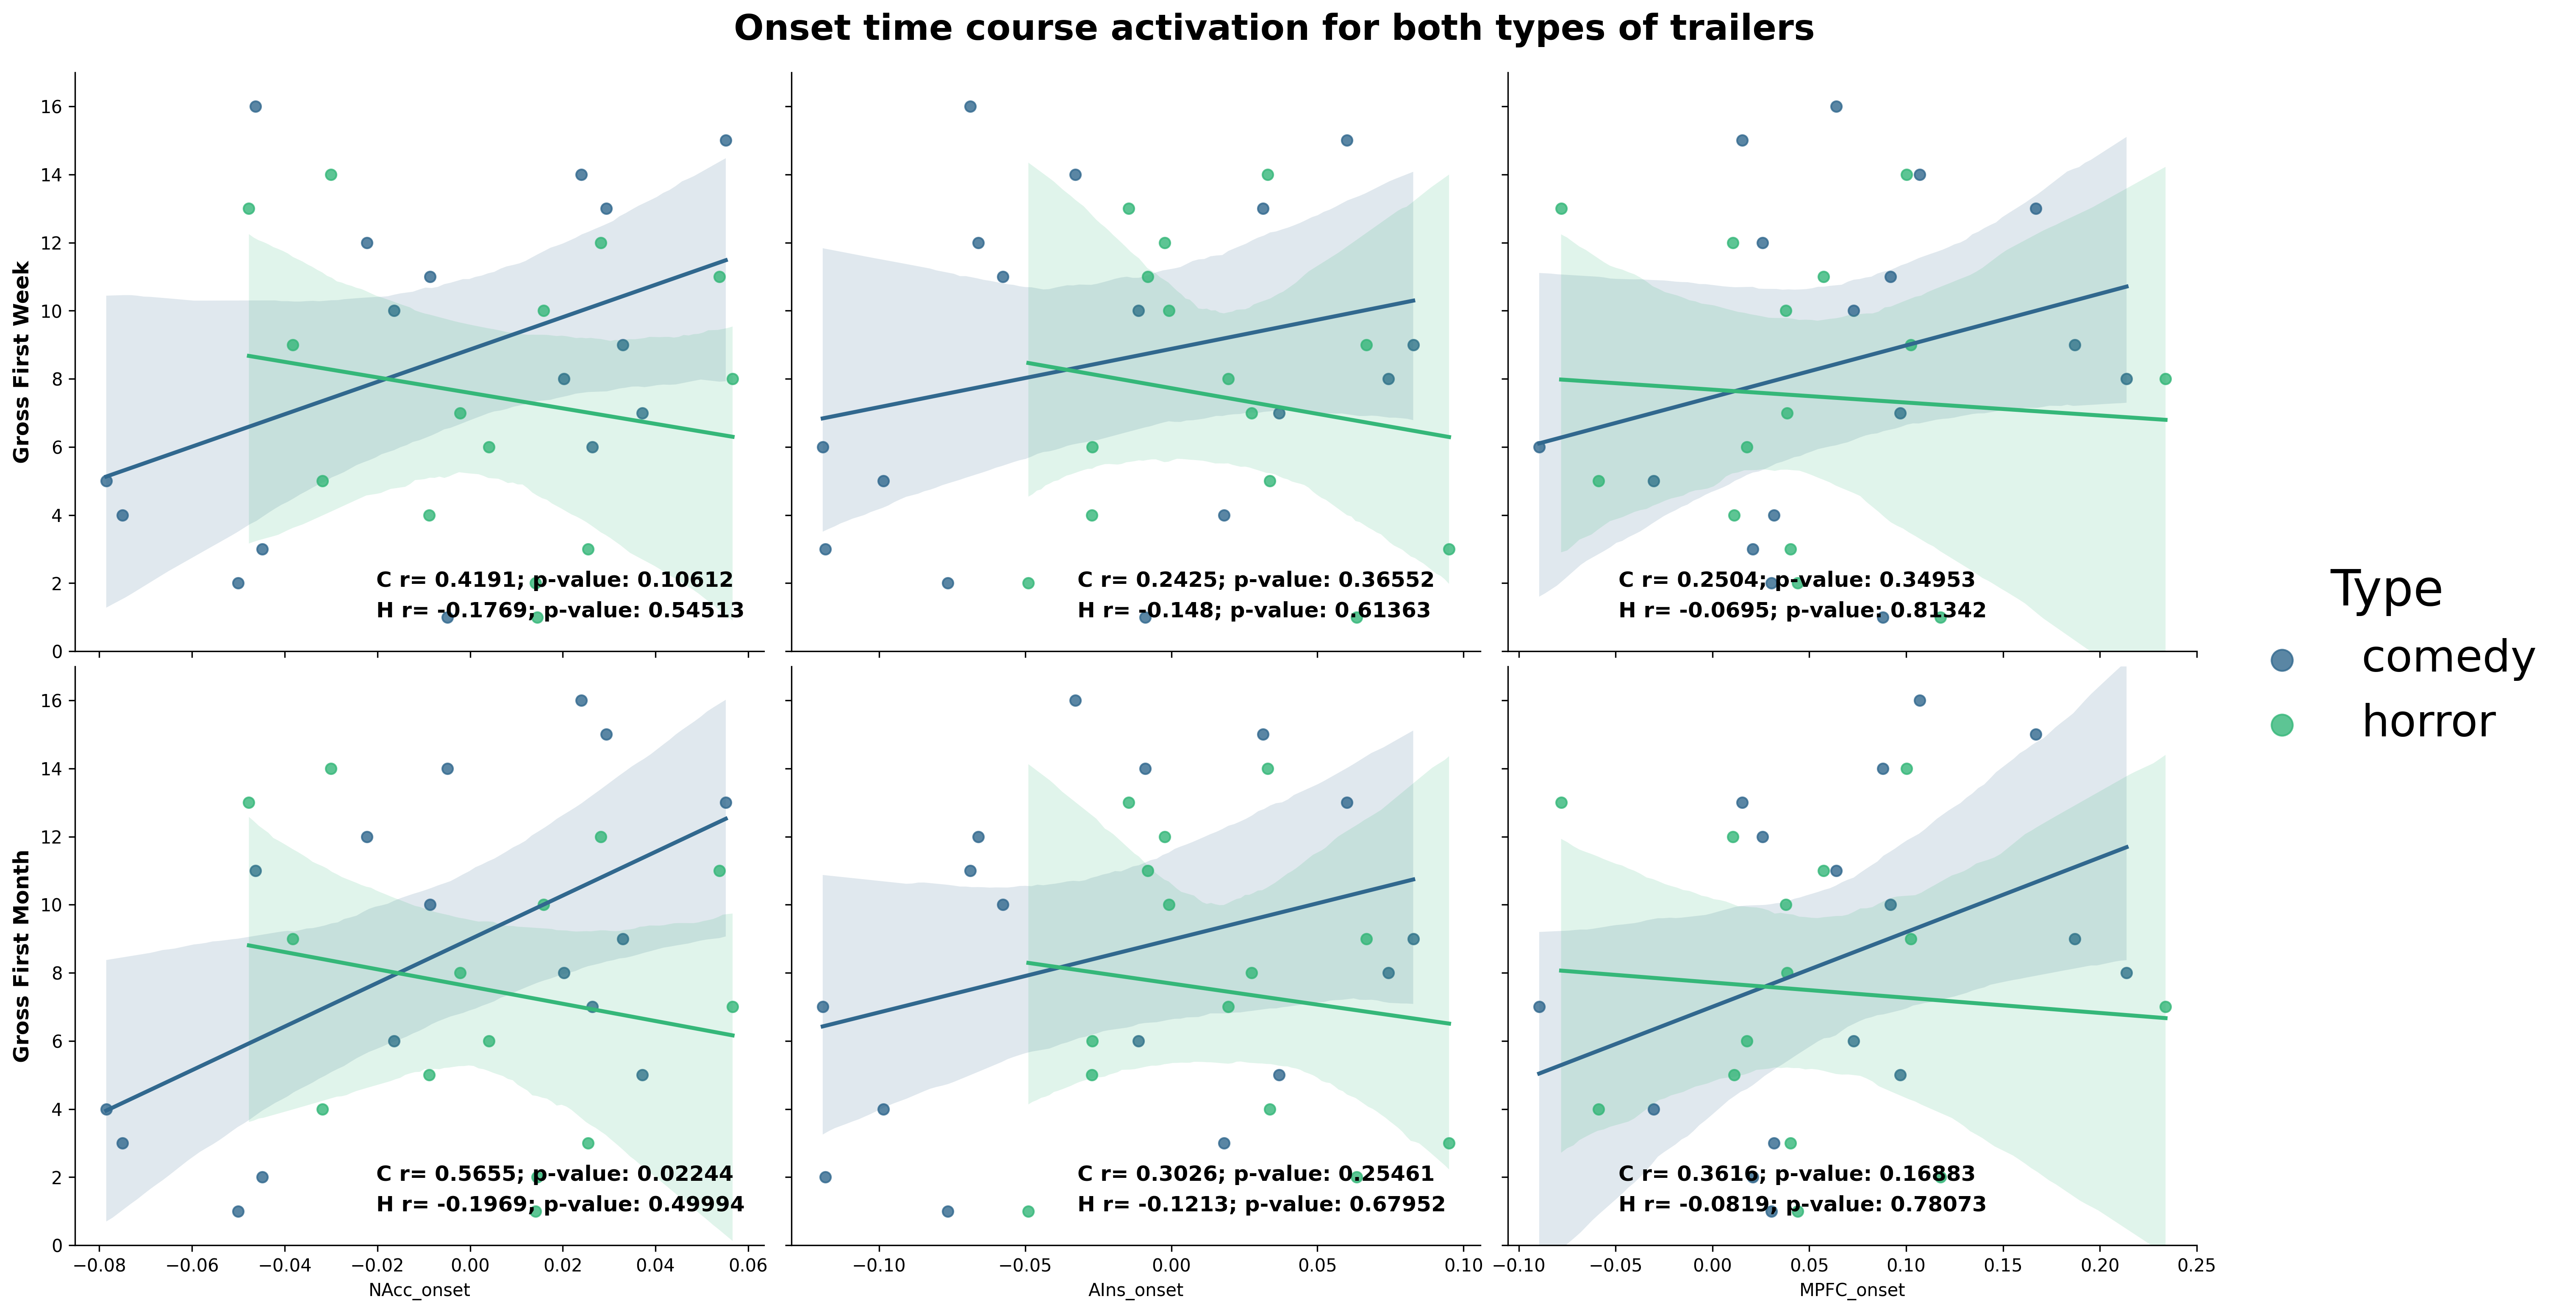 Onset time course activation for both types of trailers
Gross First Week
16
14
12
10
8
6
4
2
0
C r= 0.4191; p-value: 0.10612
H r= -0.1769; p-value: 0.54513
C r= 0.2425; p-value: 0.36552
H r= -0.148; p-value: 0.61363
C r= 0.2504; p-value: 0.34953
H r= -0.0695; p-value: 0.81342
Type
comedy
horror
Gross First Month
16
14
12
10
8
6
4
2
0
C r= 0.5655; p-value: 0.02244
H r= -0.1969; p-value: 0.49994
C r= 0.3026; p-value: 0.25461
H r= -0.1213; p-value: 0.67952
C r= 0.3616; p-value: 0.16883
H r= -0.0819; p-value: 0.78073
−0.08 −0.06 −0.04 −0.02 0.00 0.02 0.04 0.06
NAcc_onset
−0.10 −0.05 0.00 0.05 0.10
AIns_onset
−0.10 −0.05 0.00 0.05 0.10 0.15 0.20 0.25
MPFC_onset